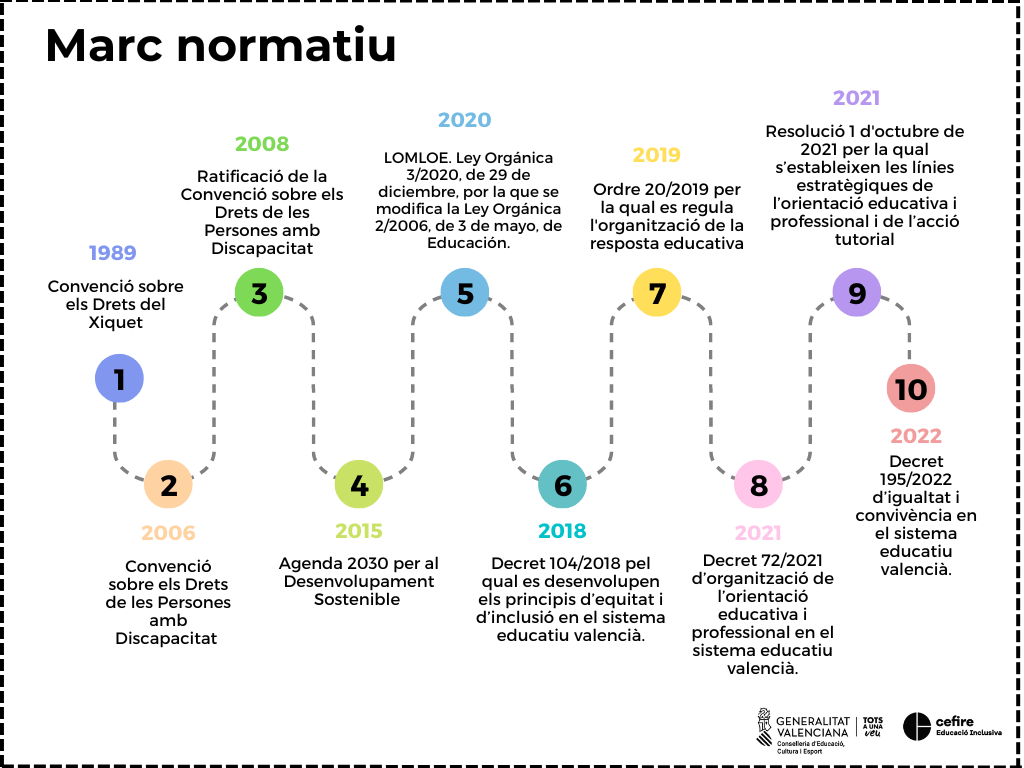 Marc normatiu
1989
Convenció sobre
els Drets del
Xiquet
1
2
2006
Convenció
sobre els Drets
de les Persones
amb
Discapacitat
2008
Ratificació de la
Convenció sobre els
Drets de les
Persones amb
Discapacitat
3
4
2015
Agenda 2030 per al
Desenvolupament
Sostenible
2020
LOMLOE. Ley Orgánica
3/2020, de 29 de
diciembre, por la que se
modifica la Ley Orgánica
2/2006, de 3 de mayo, de
Educación.
5
6
2018
Decret 104/2018 pel
qual es desenvolupen
els principis d’equitat i
d’inclusió en el sistema
educatiu valencià.
2019
Ordre 20/2019 per
la qual es regula
l'organització de la
resposta educativa
7
8
2021
Decret 72/2021
d’organització de
l’orientació
educativa i
professional en el
sistema educatiu
valencià.
2021
Resolució 1 d'octubre de
2021 per la qual
s’estableixen les línies
estratègiques de
l’orientació educativa i
professional i de l’acció
tutorial
9
10
2022
Decret
195/2022
d’igualtat i
convivència en
el sistema
educatiu
valencià.
GENERALITAT
VALENCIANA
Conselleria d'Educació,
Cultura i Esport
TOTS
A UNA
veu
cefire
Educació Inclusiva